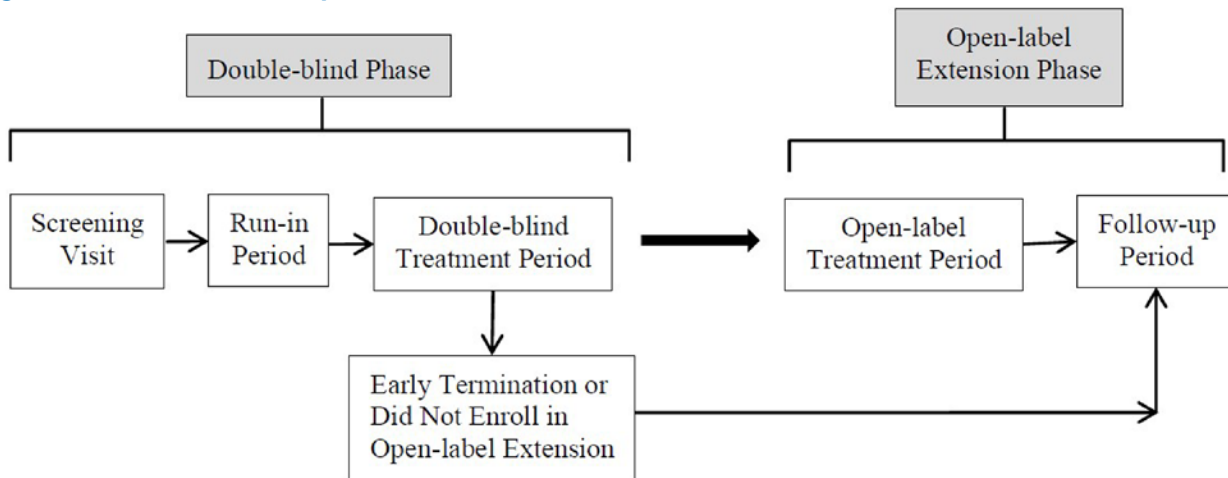 Double-blind Phase
Open-label
Extension Phase
Screening
Visit
Run-in
Period
Double-blind
Treatment Period
Open-label
Treatment Period
Follow-up
Period
Early Termination or
Did Not Enroll in
Open-label Extension